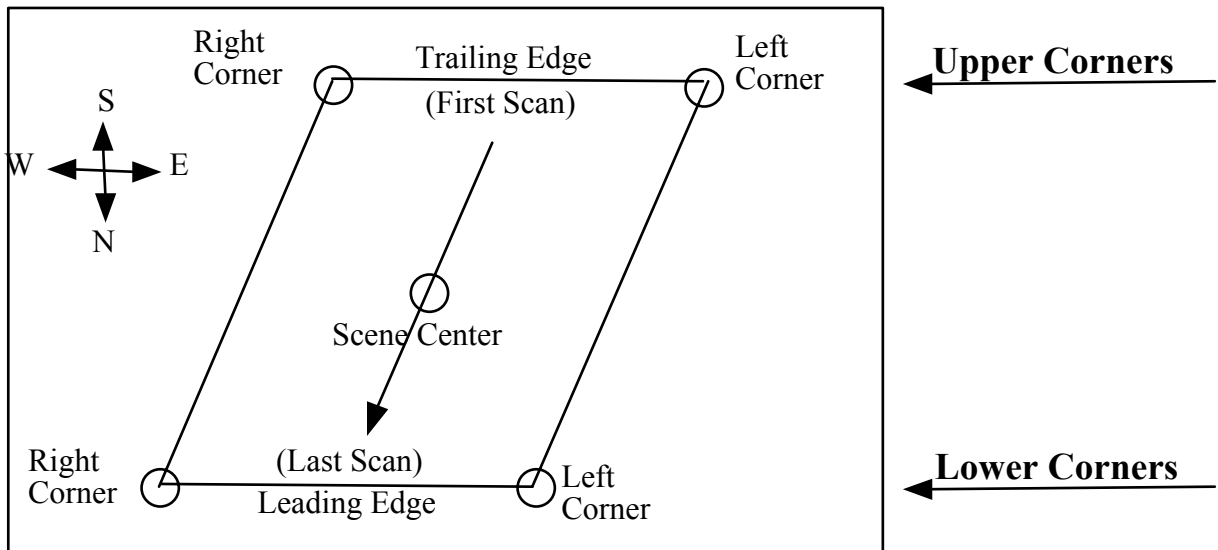 Right
Corner
Trailing Edge
(First Scan)
Left
Corner
Upper Corners
S
W
E
N
Scene Center
Right
Corner
(Last Scan)
Leading Edge
Left
Corner
Lower Corners